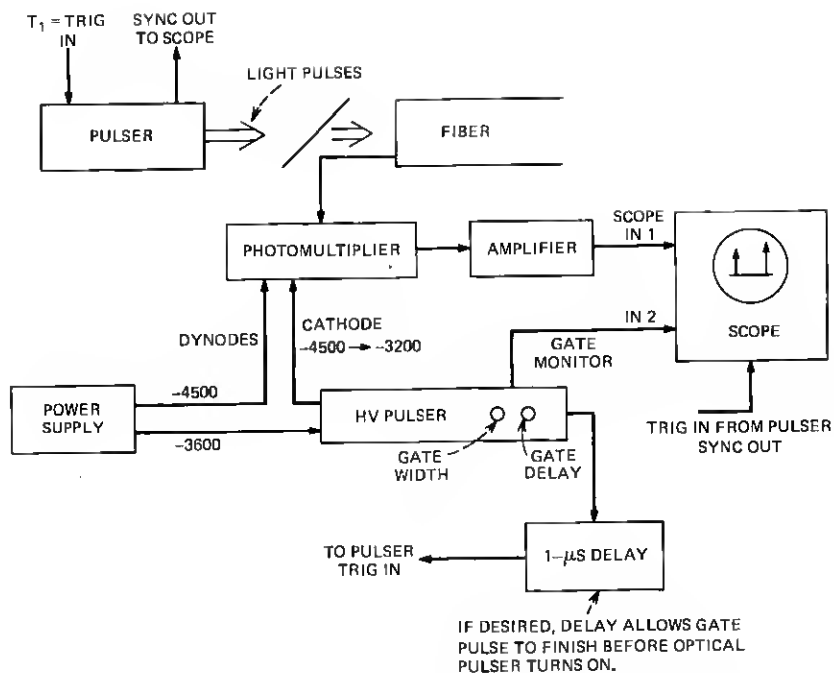 T₁ = TRIG
IN
SYNC OUT
TO SCOPE
LIGHT PULSES
PULSER
FIBER
PHOTOMULTIPLIER
AMPLIFIER
SCOPE
IN 1
SCOPE
DYNODES
CATHODE
−4500 → −3200
IN 2
GATE
MONITOR
POWER
SUPPLY
−4500
−3600
HV PULSER
GATE
WIDTH
GATE
DELAY
TRIG IN FROM PULSER
SYNC OUT
TO PULSER
TRIG IN
1−μS DELAY
IF DESIRED, DELAY ALLOWS GATE
PULSE TO FINISH BEFORE OPTICAL
PULSER TURNS ON.